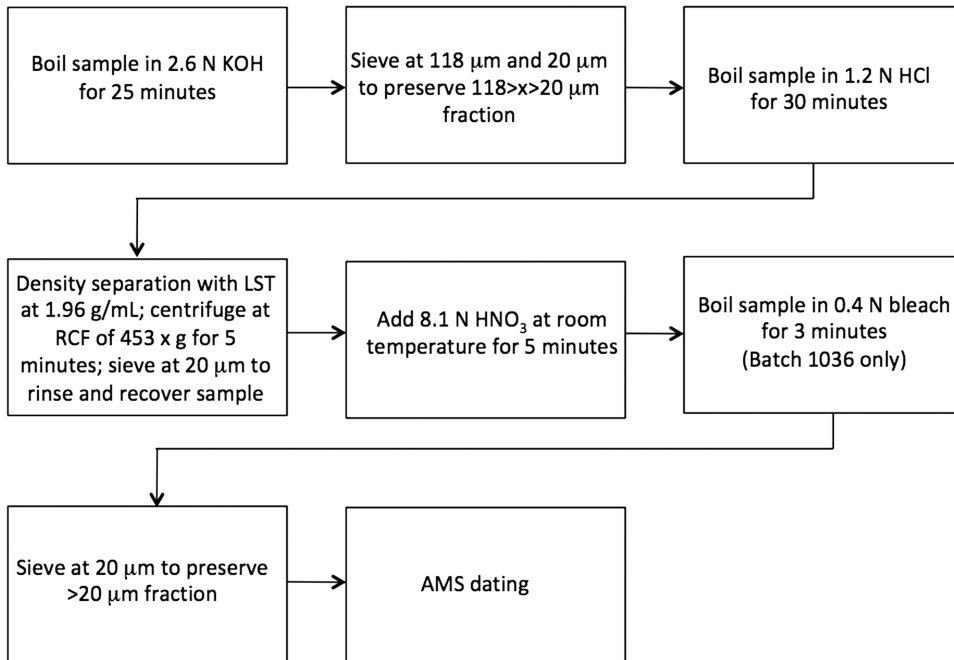 Boil sample in 2.6 N KOH
for 25 minutes
Sieve at 118 μm and 20 μm
to preserve 118>x>20 μm
fraction
Boil sample in 1.2 N HCl
for 30 minutes
Density separation with LST
at 1.96 g/mL; centrifuge at
RCF of 453 x g for 5
minutes; sieve at 20 μm to
rinse and recover sample
Add 8.1 N HNO₃ at room
temperature for 5 minutes
Boil sample in 0.4 N bleach
for 3 minutes
(Batch 1036 only)
Sieve at 20 μm to preserve
>20 μm fraction
AMS dating